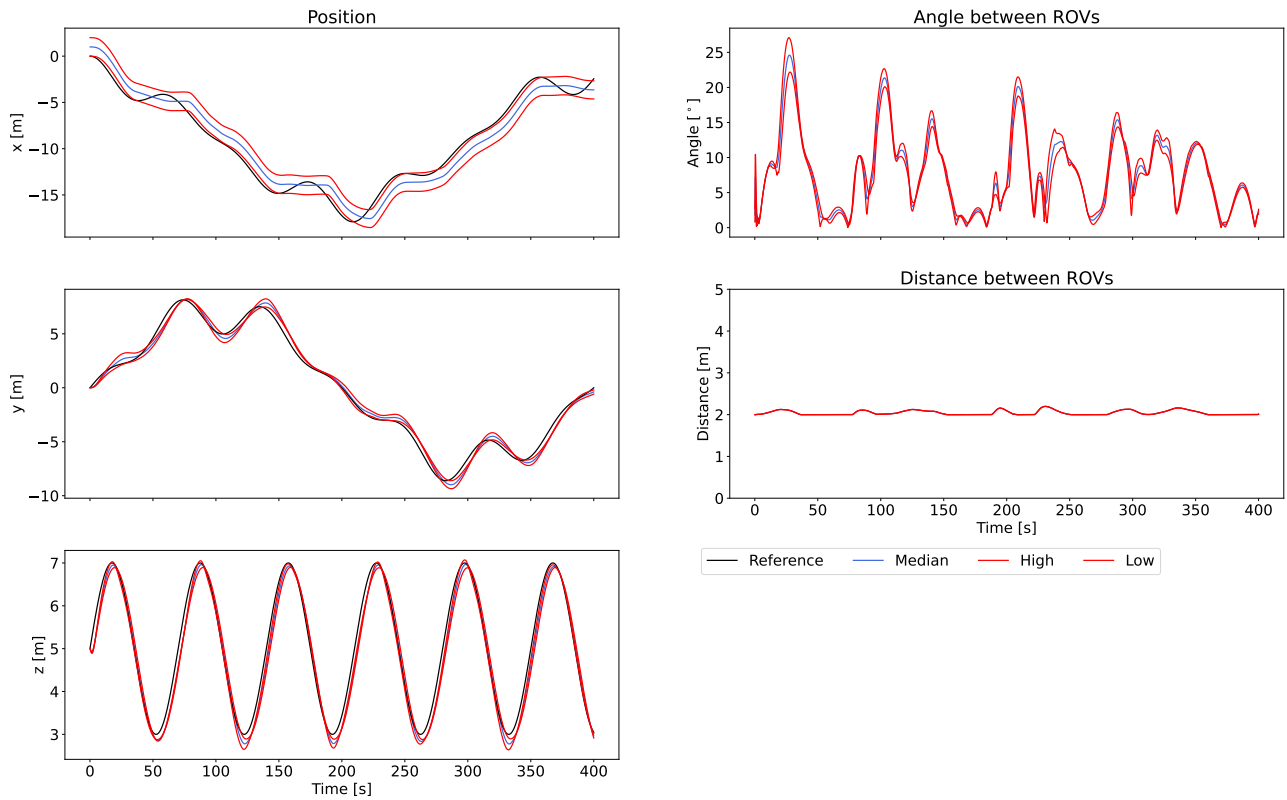 Position
0
−5
−10
−15
x [m]
5
0
−5
−10
y [m]
7
6
5
4
3
z [m]
0 50 100 150 200 250 300 350 400
Time [s]
Angle between ROVs
25
20
15
10
5
0
Angle [°]
Distance between ROVs
5
4
3
2
1
0
Distance [m]
0 50 100 150 200 250 300 350 400
Time [s]
Reference Median High Low